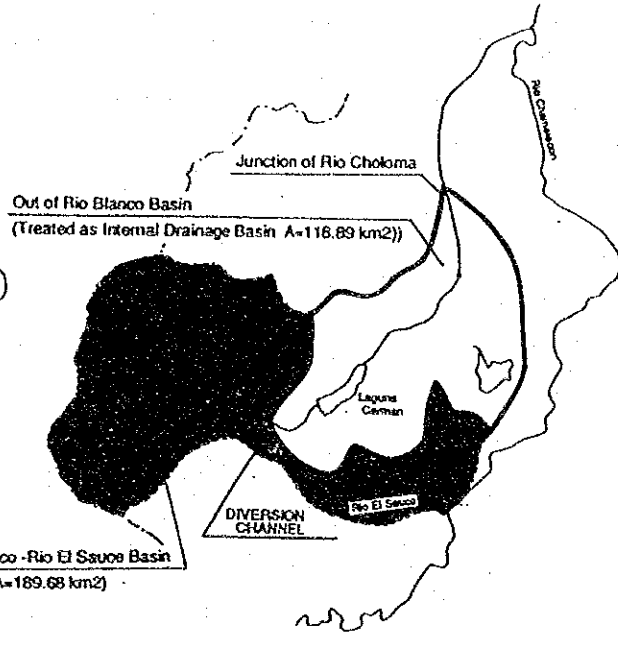 Rio Chamelecon
Junction of Rio Choloma
Out of Rio Blanco Basin
(Treated as Internal Drainage Basin A=116.89 km2))
)
Laguna
Carman
Rio El Sauce
DIVERSION
CHANNEL
co -Rio El Sauce Basin
A=189.68 km2)